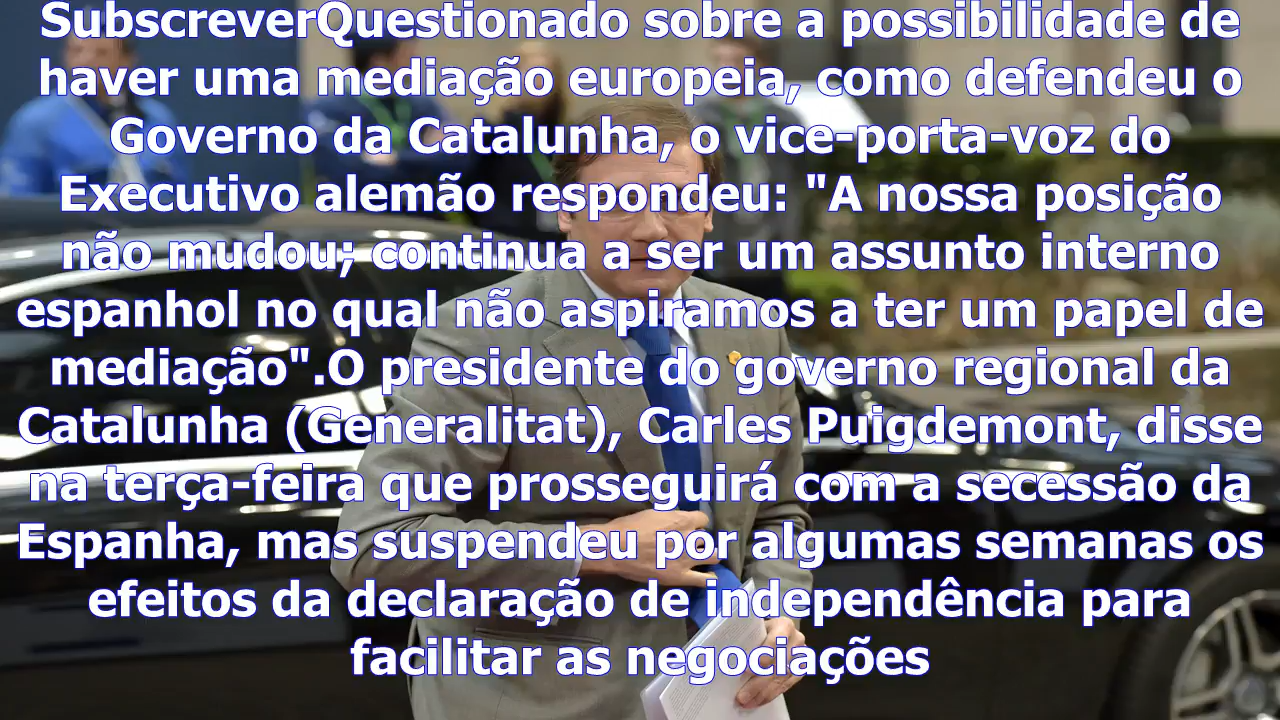 SubscreverQuestionado sobre a possibilidade de
haver uma mediação europeia, como defendeu o
Governo da Catalunha, o vice-porta-voz do
Executivo alemão respondeu: "A nossa posição
não mudou; continua a ser um assunto interno
espanhol no qual não aspiramos a ter um papel de
mediação".O presidente do governo regional da
Catalunha (Generalitat), Carles Puigdemont, disse
na terça-feira que prosseguirá com a secessão da
Espanha, mas suspendeu por algumas semanas os
efeitos da declaração de independência para
facilitar as negociações